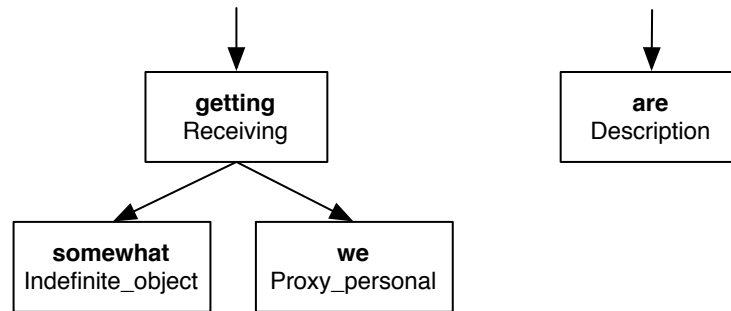 getting
Receiving
are
Description
somewhat
Indefinite_object
we
Proxy_personal